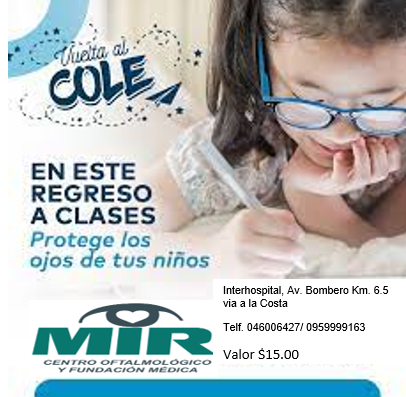 Vuelta al
COLE
EN ESTE
REGRESO
A CLASES
Protege los
ojos de tus niños
Interhospital, Av. Bombero Km. 6.5
via a la Costa
Telf. 046006427/ 0959999163
Valor $15.00
MIR
CENTRO OFTALMOLÓGICO
Y FUNDACIÓN MÉDICA